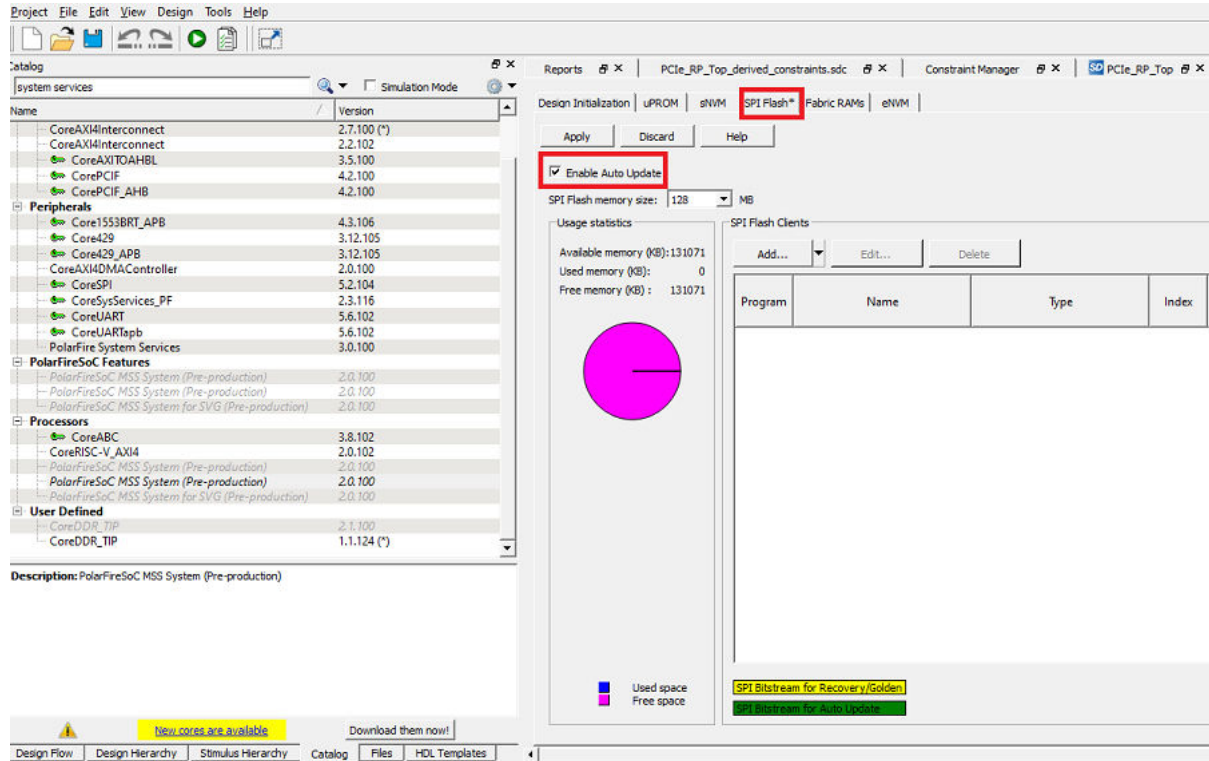 Project File Edit View Design Tools Help
Catalog
system services
Simulation Mode
Name Version
CoreAXI4Interconnect 2.7.100 (*)
CoreAXI4Interconnect 2.2.102
CoreAXITOAHBL 3.5.100
CorePCIF 4.2.100
CorePCIF_AHB 4.2.100
Peripherals
Core1553BRT_APB 4.3.106
Core429 3.12.105
Core429_APB 3.12.105
CoreAXI4DMAController 2.0.100
CoreSPI 5.2.104
CoreSysServices_PF 2.3.116
CoreUART 5.6.102
CoreUARTapb 5.6.102
PolarFire System Services 3.0.100
PolarFireSoC Features
PolarFireSoC MSS System (Pre-production) 2.0.100
PolarFireSoC MSS System (Pre-production) 2.0.100
PolarFireSoC MSS System for SVG (Pre-production) 2.0.100
Processors
CoreABC 3.8.102
CoreRISC-V_AXI4 2.0.102
PolarFireSoC MSS System (Pre-production) 2.0.100
PolarFireSoC MSS System (Pre-production) 2.0.100
PolarFireSoC MSS System for SVG (Pre-production) 2.0.100
User Defined
CoreDDR_TIP 2.1.100
CoreDDR_TIP 1.1.124 (*)
Description: PolarFireSoC MSS System (Pre-production)
New cores are available Download them now!
Design Flow Design Hierarchy Stimulus Hierarchy Catalog Files HDL Templates
Reports PCIe_RP_Top_derived_constraints.sdc Constraint Manager SD PCIe_RP_Top
Design Initialization uPROM sNVM SPI Flash* Fabric RAMs eNVM
Apply Discard Help
Enable Auto Update
SPI Flash memory size: 128 MB
Usage statistics
Available memory (KB): 131071
Used memory (KB): 0
Free memory (KB) : 131071
Used space
Free space
SPI Flash Clients
Add... Edit... Delete
Program Name Type Index
SPI Bitstream for Recovery/Golden
SPI Bitstream for Auto Update